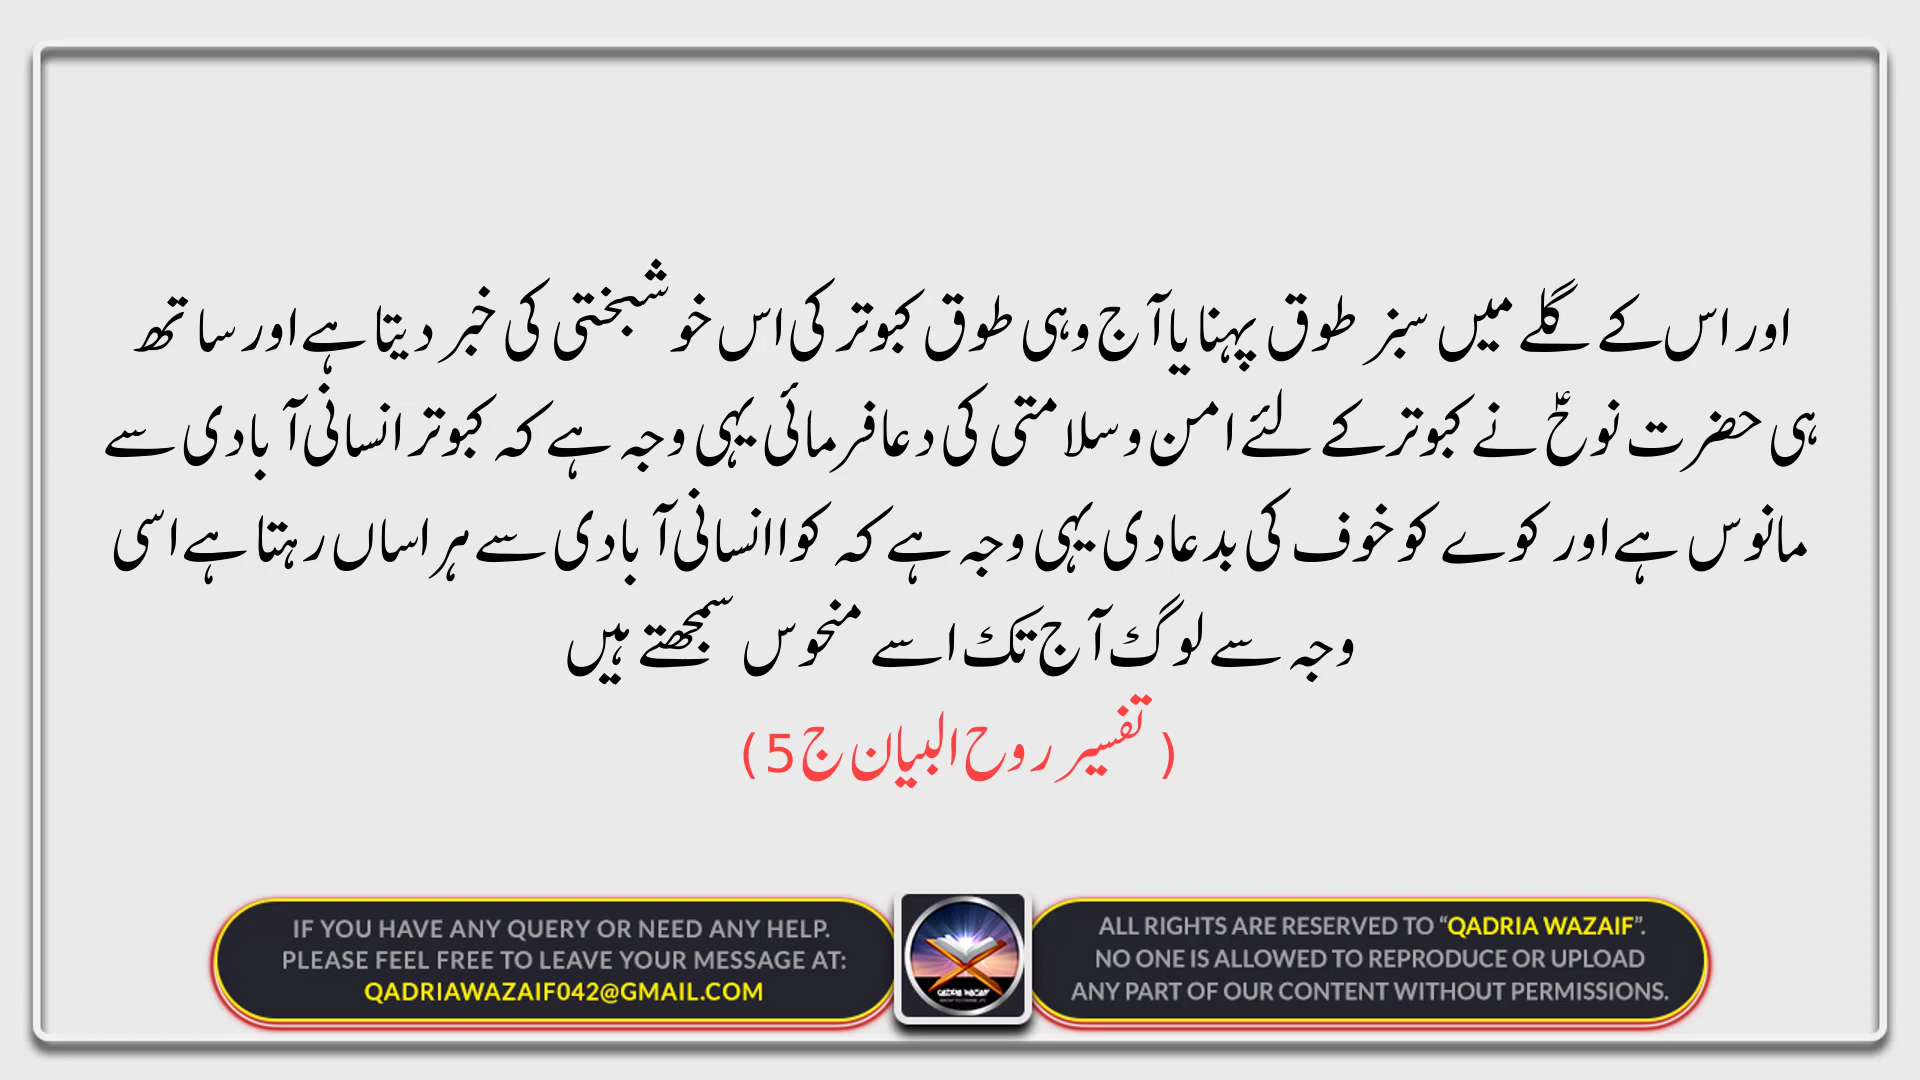 اور اس کے گلے میں سبز طوق پہنایا آج وہی طوق کبوتر کی اس خوشبختی کی خبر دیتا ہے اور ساتھ
ہی حضرت نوحؑ نے کبوتر کے لئے امن و سلامتی کی دعا فرمائی یہی وجہ ہے کہ کبوتر انسانی آبادی سے
مانوس ہے اور کوے کو خوف کی بدعا دی یہی وجہ ہے کہ کوا انسانی آبادی سے ہراساں رہتا ہے اسی
وجہ سے لوگ آج تک اسے منحوس سمجھتے ہیں
(تفسیر روح البیان ج 5)
IF YOU HAVE ANY QUERY OR NEED ANY HELP.
PLEASE FEEL FREE TO LEAVE YOUR MESSAGE AT:
QADRIAWAZAIF042@GMAIL.COM
QADRIA WAZAIF
ALL RIGHTS ARE RESERVED TO “QADRIA WAZAIF”.
NO ONE IS ALLOWED TO REPRODUCE OR UPLOAD
ANY PART OF OUR CONTENT WITHOUT PERMISSIONS.